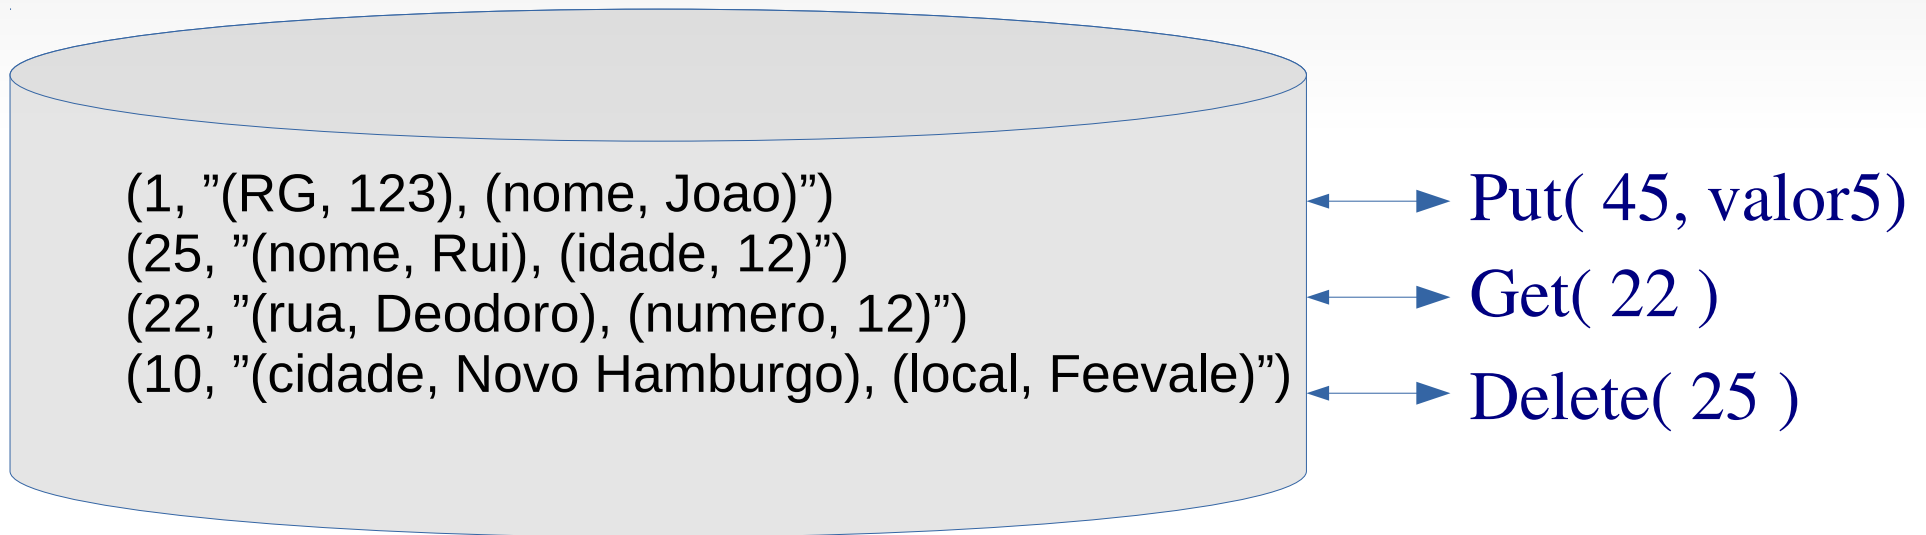 (1, ”(RG, 123), (nome, Joao)”)
(25, ”(nome, Rui), (idade, 12)”)
(22, ”(rua, Deodoro), (numero, 12)”)
(10, ”(cidade, Novo Hamburgo), (local, Feevale)”)
Put( 45, valor5)
Get( 22 )
Delete( 25 )